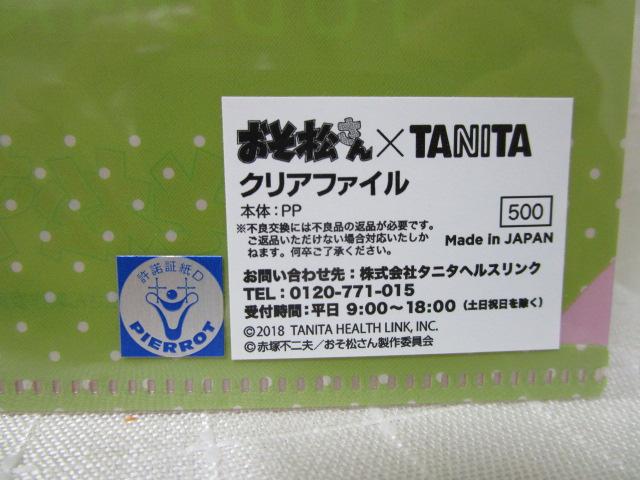 おそ松さん×TANITA
クリアファイル
本体：PP
500
※不良交換には不良品の返品が必要です。
ご返品いただけない場合対応いたしか
ねます。何卒ご了承ください。
Made in JAPAN
お問い合わせ先：株式会社タニタヘルスリンク
TEL：0120-771-015
受付時間：平日 9:00～18:00（土日祝日を除く）
©2018 TANITA HEALTH LINK, INC.
©赤塚不二夫／おそ松さん製作委員会
許諾証紙D
PIERROT